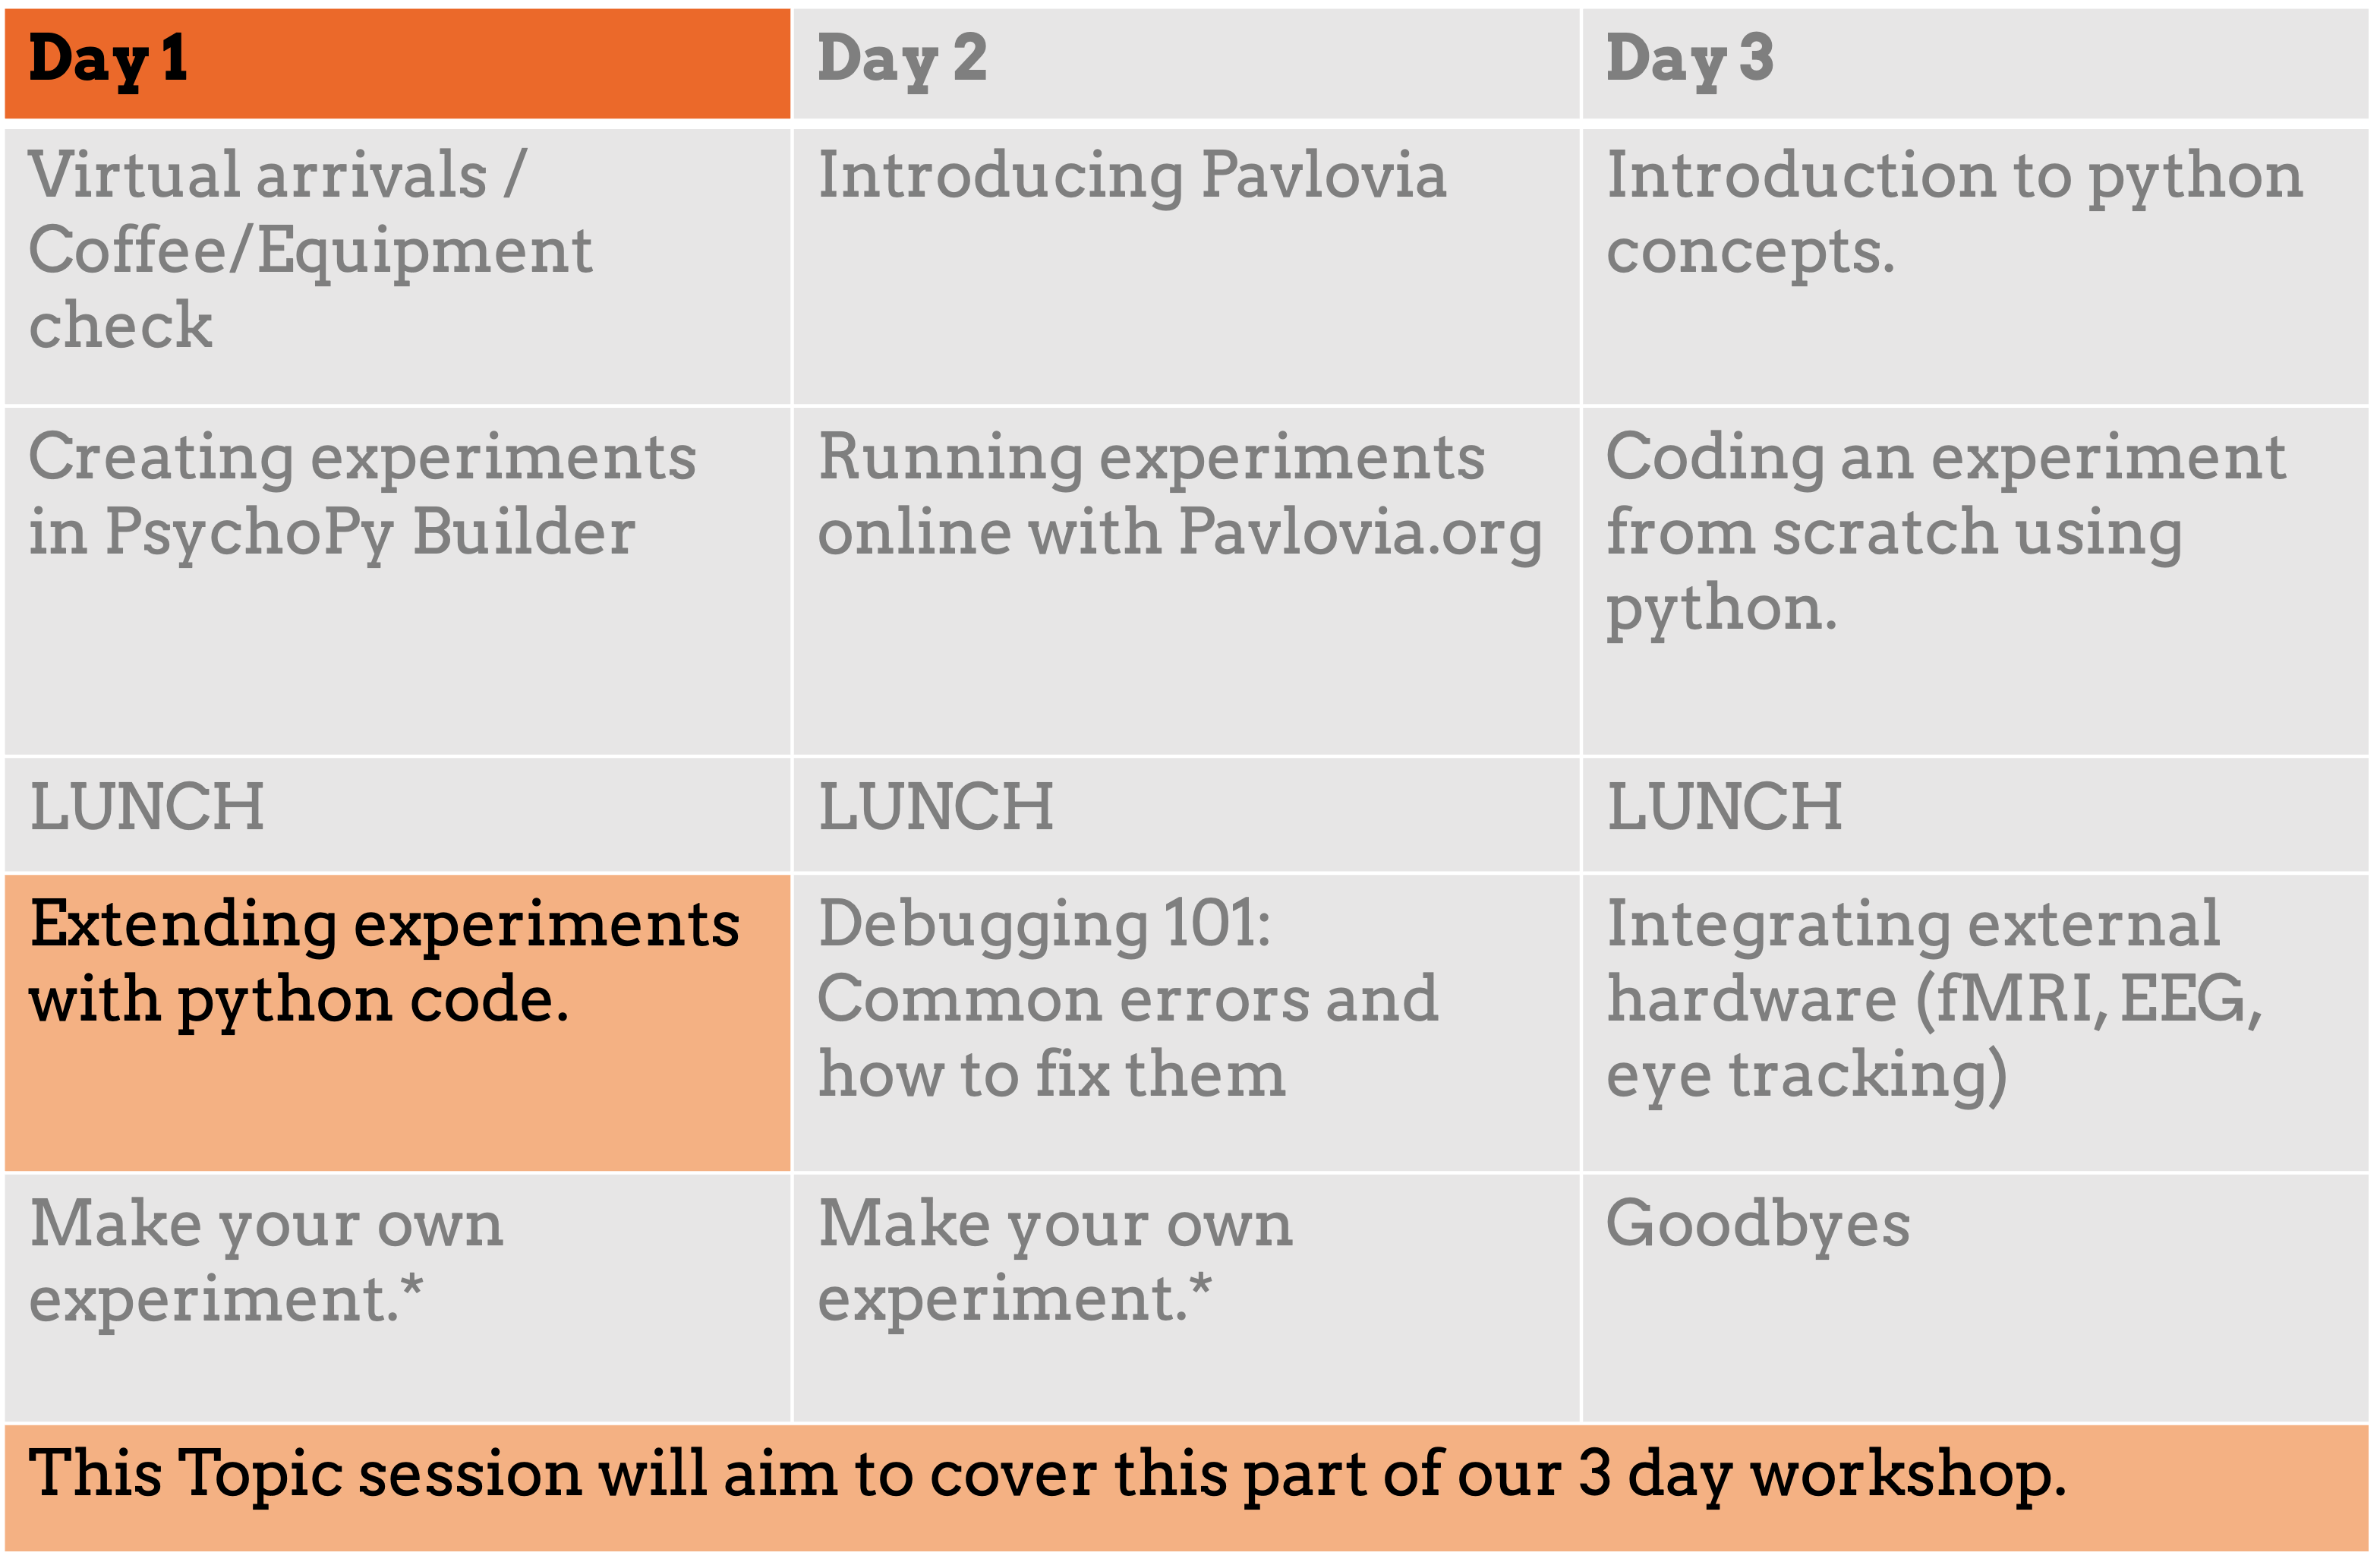 Day 1
Day 2
Day 3
Virtual arrivals /
Coffee/Equipment
check
Introducing Pavlovia
Introduction to python
concepts.
Creating experiments
in PsychoPy Builder
Running experiments
online with Pavlovia.org
Coding an experiment
from scratch using
python.
LUNCH
LUNCH
LUNCH
Extending experiments
with python code.
Debugging 101:
Common errors and
how to fix them
Integrating external
hardware (fMRI, EEG,
eye tracking)
Make your own
experiment.*
Make your own
experiment.*
Goodbyes
This Topic session will aim to cover this part of our 3 day workshop.